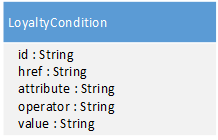 LoyaltyCondition
id : String
href : String
attribute : String
operator : String
value : String